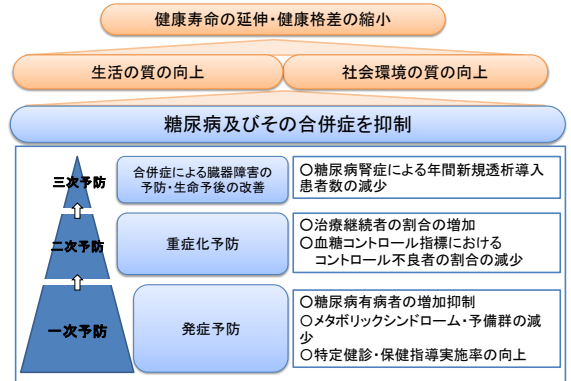 健康寿命の延伸・健康格差の縮小
生活の質の向上
社会環境の質の向上
糖尿病及びその合併症を抑制
三次予防
合併症による臓器障害の
予防・生命予後の改善
○糖尿病腎症による年間新規透析導入
患者数の減少
二次予防
重症化予防
○治療継続者の割合の増加
○血糖コントロール指標における
コントロール不良者の割合の減少
一次予防
発症予防
○糖尿病有病者の増加抑制
○メタボリックシンドローム・予備群の減
少
○特定健診・保健指導実施率の向上